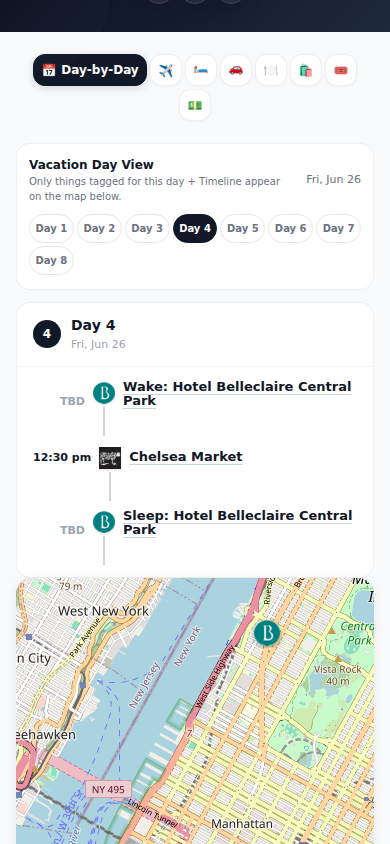 Day-by-Day
Vacation Day View
Only things tagged for this day + Timeline appear
on the map below.
Fri, Jun 26
Day 1
Day 2
Day 3
Day 4
Day 5
Day 6
Day 7
Day 8
4
Day 4
Fri, Jun 26
TBD
Wake: Hotel Belleclaire Central
Park
12:30 pm
Chelsea Market
TBD
Sleep: Hotel Belleclaire Central
Park
79 m
West New York
Park Avenue
n City
New Jersey
New York
West Side Highway
B
Centra
Vista Rock
40 m
eehawken
7
NY 495
Lincoln Tunnel
Manhattan